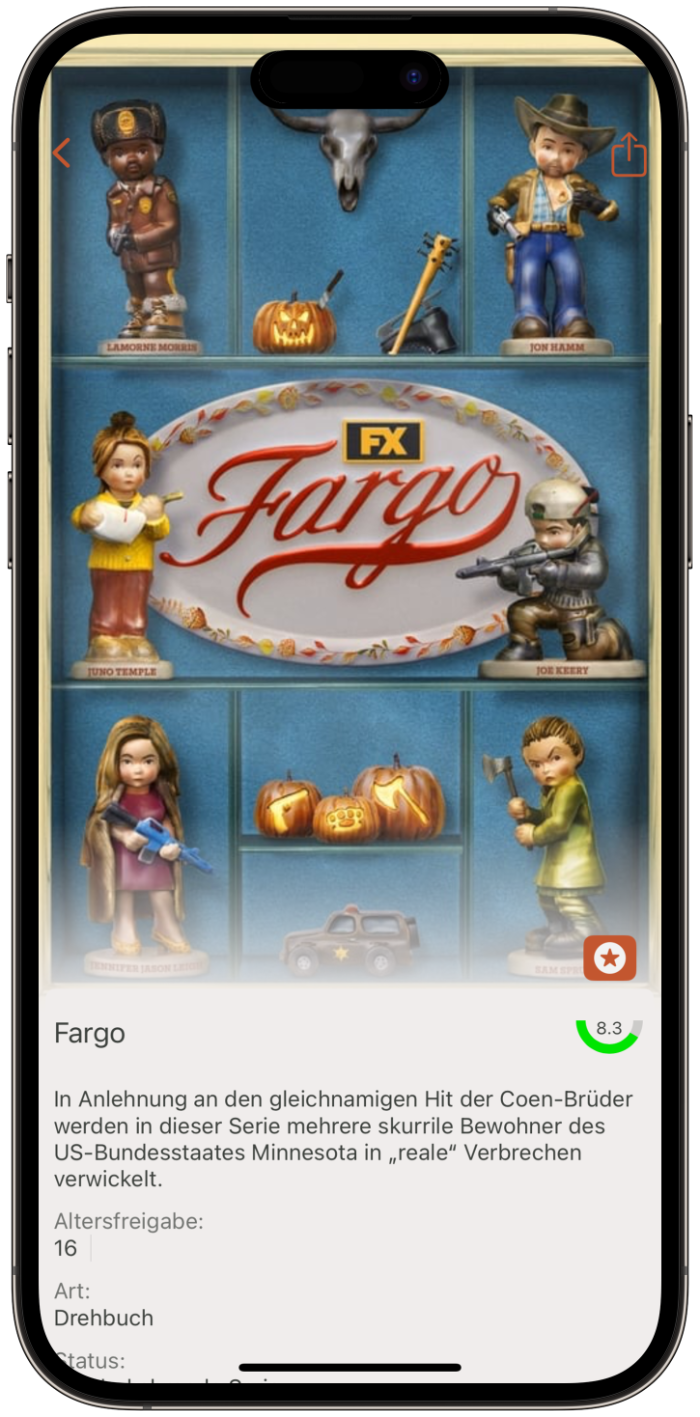 LAMORNE MORRIS
JON HAMM
FX
Fargo
JUNO TEMPLE
JOE KEERY
JENNIFER JASON LEIGH
SAM
Fargo
8.3
In Anlehnung an den gleichnamigen Hit der Coen-Brüder
werden in dieser Serie mehrere skurrile Bewohner des
US-Bundesstaates Minnesota in „reale“ Verbrechen
verwickelt.
Altersfreigabe:
16
Art:
Drehbuch
Status: